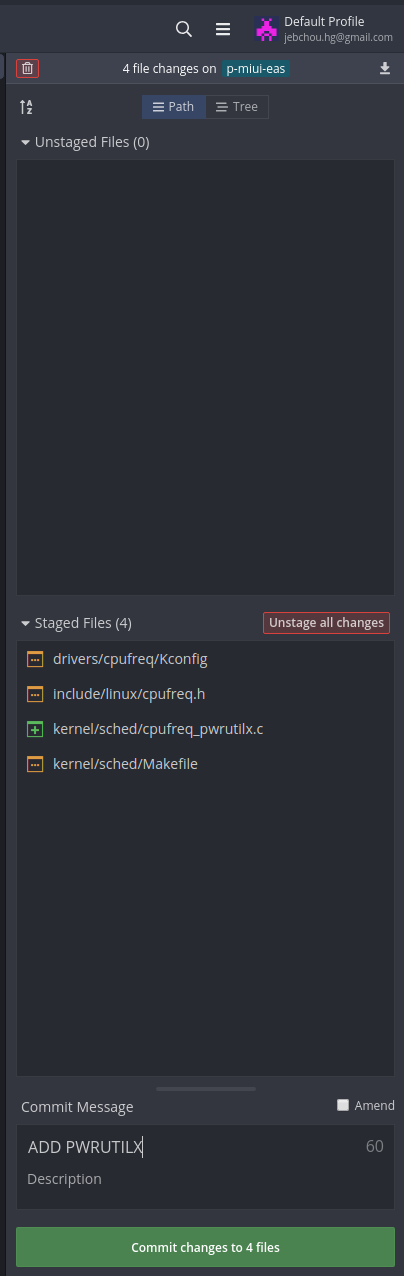 Default Profile
jebchou.hg@gmail.com
4 file changes on p-miui-eas
A
Z
Path Tree
Unstaged Files (0)
Staged Files (4) Unstage all changes
drivers/cpufreq/Kconfig
include/linux/cpufreq.h
kernel/sched/cpufreq_pwrutilx.c
kernel/sched/Makefile
Commit Message Amend
ADD PWRUTILX 60
Description
Commit changes to 4 files